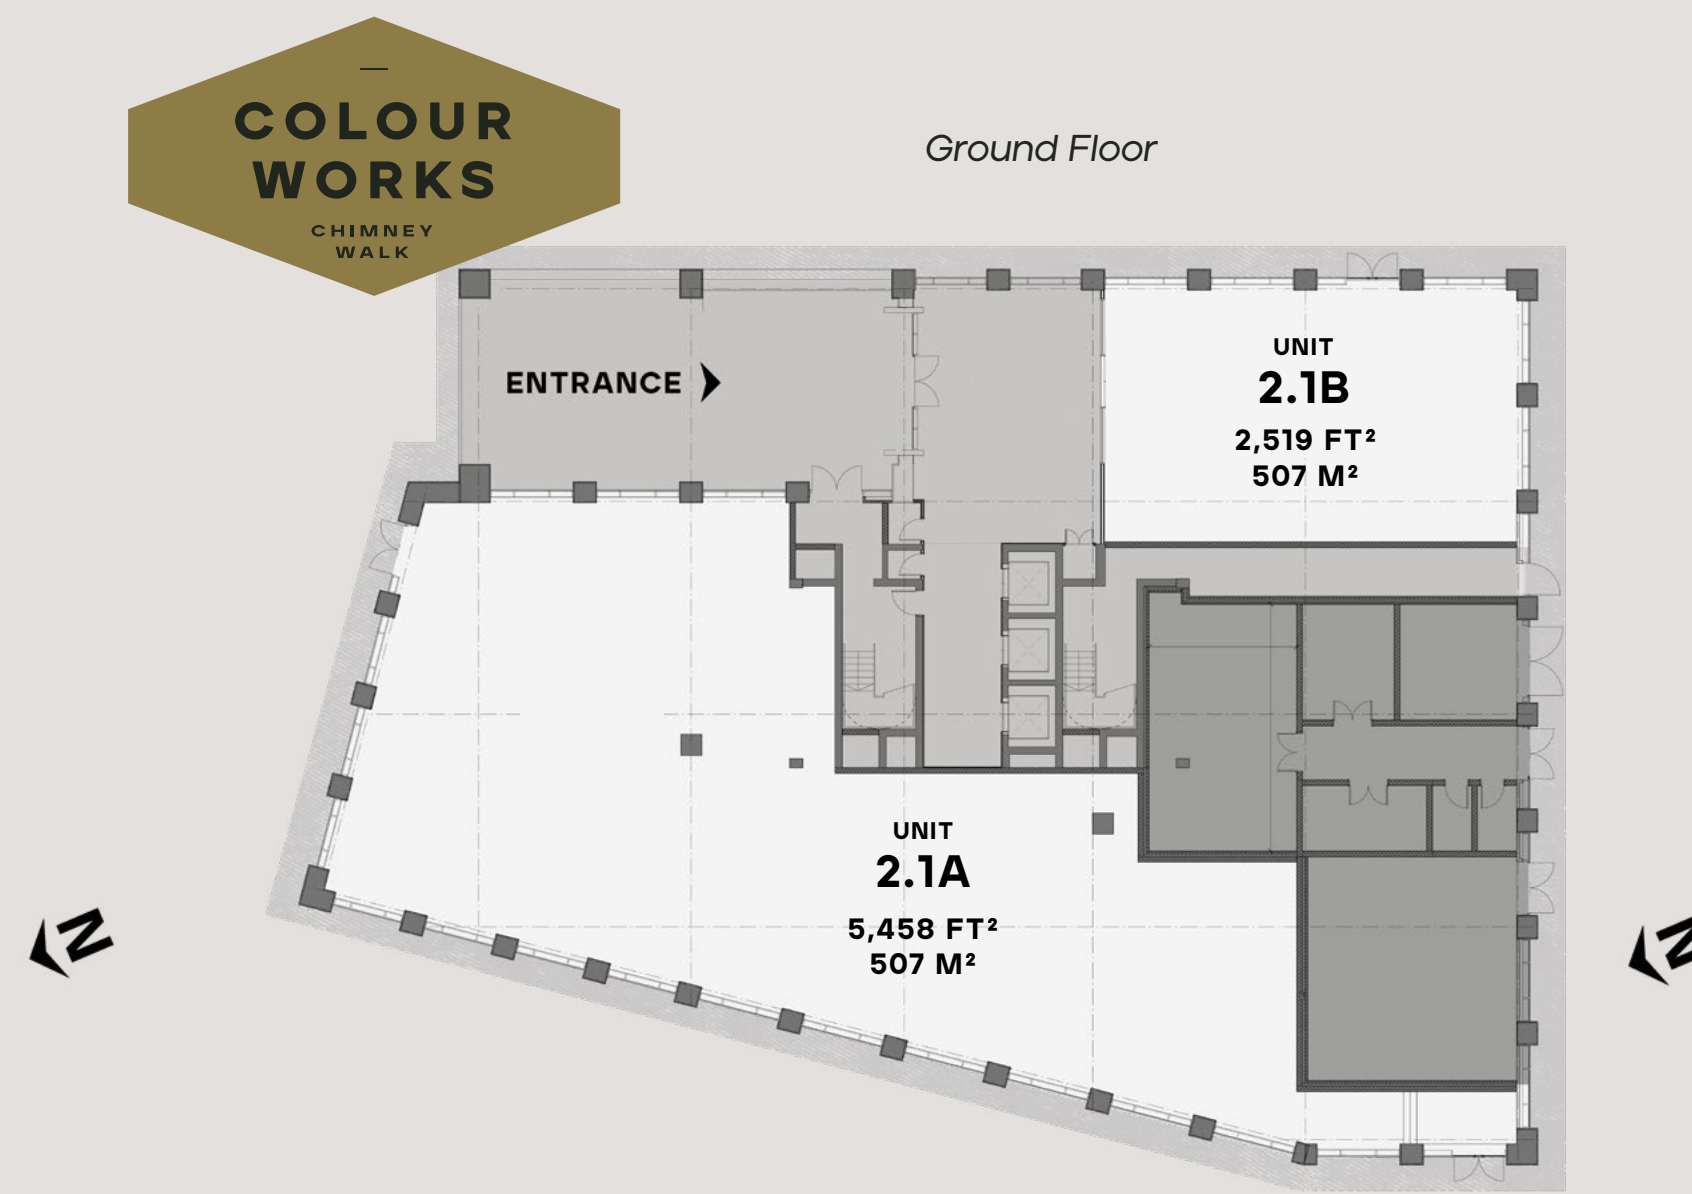 COLOUR
WORKS
CHIMNEY
WALK
Ground Floor
ENTRANCE
UNIT
2.1B
2,519 FT²
507 M²
UNIT
2.1A
5,458 FT²
507 M²
N
N